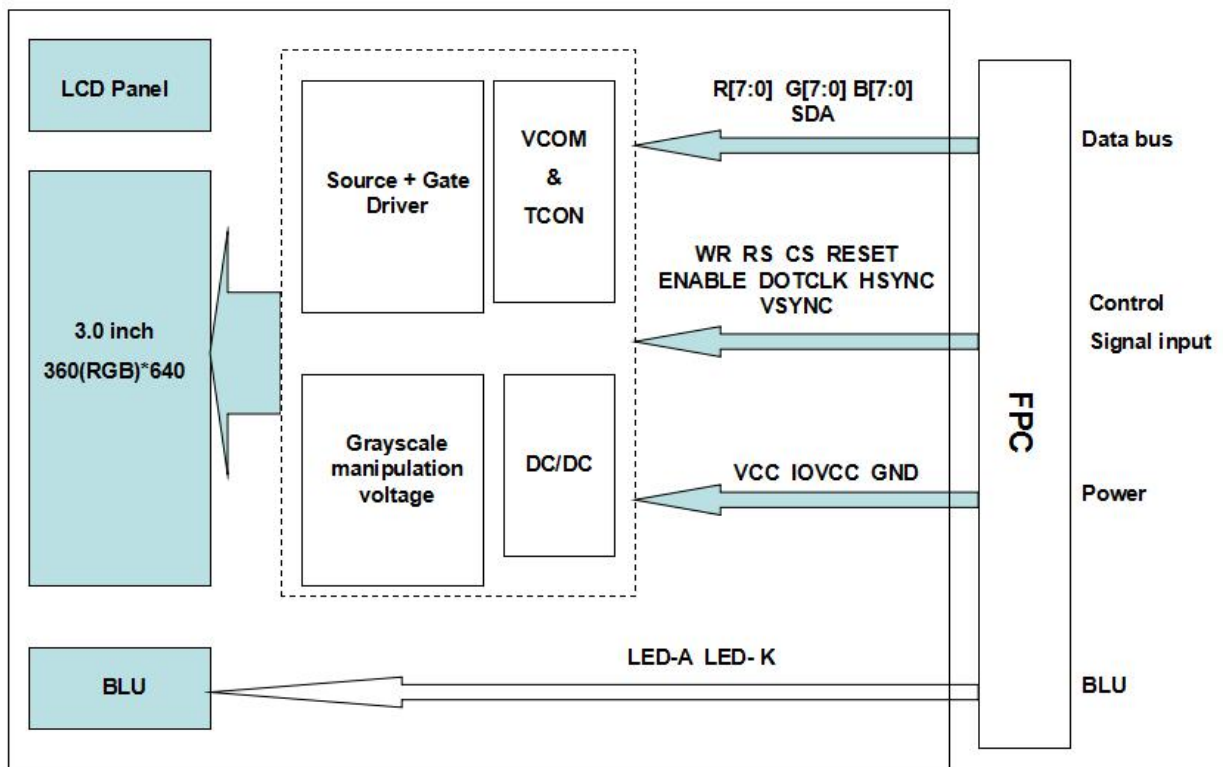 LCD Panel
3.0 inch
360(RGB)*640
BLU
Source + Gate
Driver
VCOM
&
TCON
Grayscale
manipulation
voltage
DC/DC
R[7:0] G[7:0] B[7:0]
SDA
WR RS CS RESET
ENABLE DOTCLK HSYNC
VSYNC
VCC IOVCC GND
LED-A LED- K
FPC
Data bus
Control
Signal input
Power
BLU